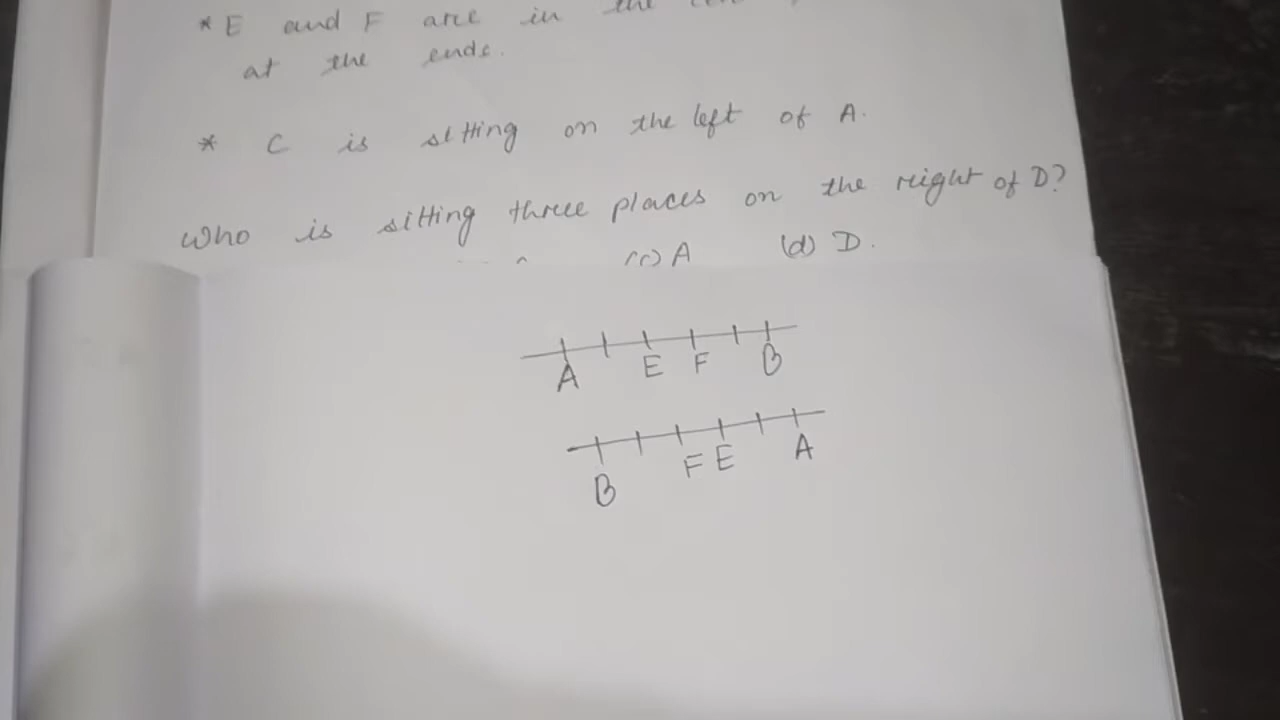 * E and F are in the
at the ends.
* C is sitting on the left of A.
Who is sitting three places on the right of D?
(c) A (d) D.
A E F B
B F E A